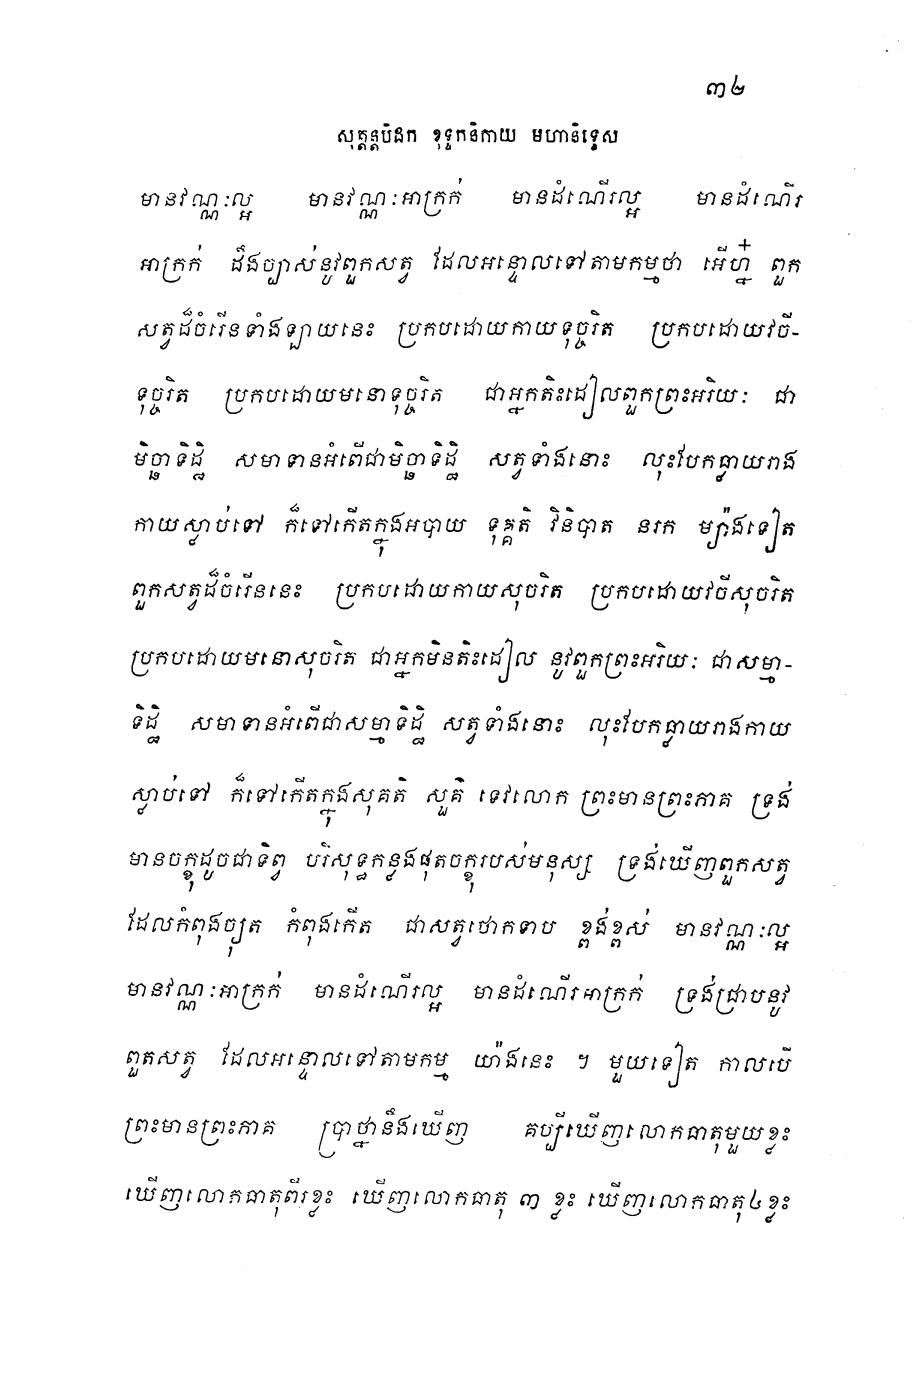 ៣២
សុត្តន្តបិដក ខុទ្ទកនិកាយ មហានិទ្ទេស
មានវណ្ណៈល្អ មានវណ្ណៈអាក្រក់ មានដំណើរល្អ មានដំណើរ
អាក្រក់ ដឹងច្បាស់នូវពួកសត្វ ដែលអន្ទោលទៅតាមកម្មថា អើហ្ន៎ ពួក
សត្វដ៏ចំរើនទាំងឡាយនេះ ប្រកបដោយកាយទុច្ចរិត ប្រកបដោយវចី-
ទុច្ចរិត ប្រកបដោយមនោទុច្ចរិត ជាអ្នកតិះដៀលពួកព្រះអរិយៈ ជា
មិច្ឆាទិដ្ឋិ សមាទានអំពើជាមិច្ឆាទិដ្ឋិ សត្វទាំងនោះ លុះបែកធ្លាយរាង
កាយស្លាប់ទៅ ក៏ទៅកើតក្នុងអបាយ ទុគ្គតិ វិនិបាត នរក ម្យ៉ាងទៀត
ពួកសត្វដ៏ចំរើននេះ ប្រកបដោយកាយសុចរិត ប្រកបដោយវចីសុចរិត
ប្រកបដោយមនោសុចរិត ជាអ្នកមិនតិះដៀល នូវពួកព្រះអរិយៈ ជាសម្មា-
ទិដ្ឋិ សមាទានអំពើជាសម្មាទិដ្ឋិ សត្វទាំងនោះ លុះបែកធ្លាយរាងកាយ
ស្លាប់ទៅ ក៏ទៅកើតក្នុងសុគតិ សួគ៌ ទេវលោក ព្រះមានព្រះភាគ ទ្រង់
មានចក្ខុដូចជាទិព្វ បរិសុទ្ធកន្លងផុតចក្ខុរបស់មនុស្ស ទ្រង់ឃើញពួកសត្វ
ដែលកំពុងច្យុត កំពុងកើត ជាសត្វថោកទាប ខ្ពង់ខ្ពស់ មានវណ្ណៈល្អ
មានវណ្ណៈអាក្រក់ មានដំណើរល្អ មានដំណើរអាក្រក់ ទ្រង់ជ្រាបនូវ
ពួតសត្វ ដែលអន្ទោលទៅតាមកម្ម យ៉ាងនេះ ។ មួយទៀត កាលបើ
ព្រះមានព្រះភាគ ប្រាថ្នានឹងឃើញ គប្បីឃើញលោកធាតុមួយខ្លះ
ឃើញលោកធាតុពីរខ្លះ ឃើញលោកធាតុ ៣ ខ្លះ ឃើញលោកធាតុ៤ខ្លះ